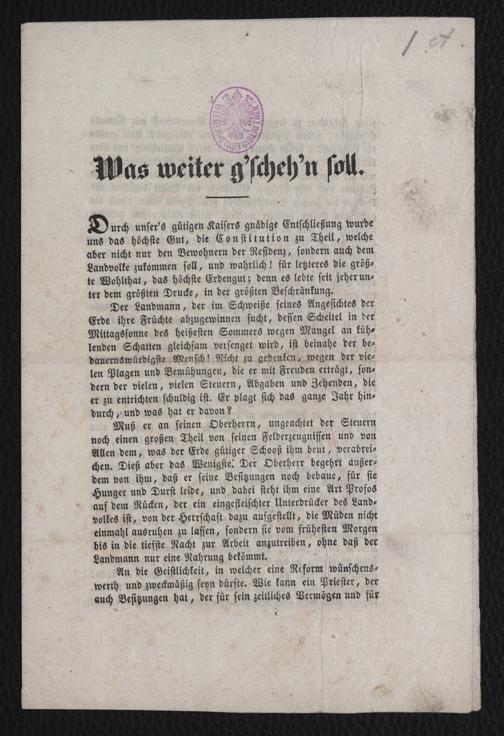 1 ct.
WIENER STADTBIBLIOTHEK
Was weiter g'scheh'n soll.
Durch unser's gütigen Kaisers gnädige Entschließung wurde
uns das höchste Gut, die Constitution zu Theil, welche
aber nicht nur den Bewohnern der Residenz, sondern auch dem
Landvolke zukommen soll, und wahrlich! für letzteres die größ-
te Wohlthat, das höchste Erdengut; denn es lebte seit jeher un-
ter dem größten Drucke, in der größten Beschränkung.
Der Landmann, der im Schweiße seines Angesichtes der
Erde ihre Früchte abzugewinnen sucht, dessen Scheitel in der
Mittagssonne des heißesten Sommers wegen Mangel an küh-
lenden Schatten gleichsam versenget wird, ist beinahe der be-
dauernswürdigste Mensch! Nicht zu gedenken, wegen der vie-
len Plagen und Bemühungen, die er mit Freuden erträgt, son-
dern der vielen, vielen Steuern, Abgaben und Zehenden, die
er zu entrichten schuldig ist. Er plagt sich das ganze Jahr hin-
durch, und was hat er davon?
Muß er an seinen Oberherrn, ungeachtet der Steuern
noch einen großen Theil von seinen Felderzeugnissen und von
Allen dem, was der Erde gütiger Schooß ihm beut, verabrei-
chen. Dieß aber das Wenigste. Der Oberherr begehrt außer-
dem von ihm, daß er seine Besitzungen noch bebaue, für sie
Hunger und Durst leide, und dabei steht ihm eine Art Profos
auf dem Rücken, der ein eingefleischter Unterdrücker des Land-
volkes ist, von der Herrschaft dazu aufgestellt, die Müden nicht
einmahl ausruhen zu lassen, sondern sie vom frühesten Morgen
bis in die tiefste Nacht zur Arbeit anzutreiben, ohne daß der
Landmann nur eine Nahrung bekömmt.
An die Geistlichkeit, in welcher eine Reform wünschens-
werth und zweckmäßig seyn dürfte. Wie kann ein Priester, der
auch Besitzungen hat, der für sein zeitliches Vermögen und für